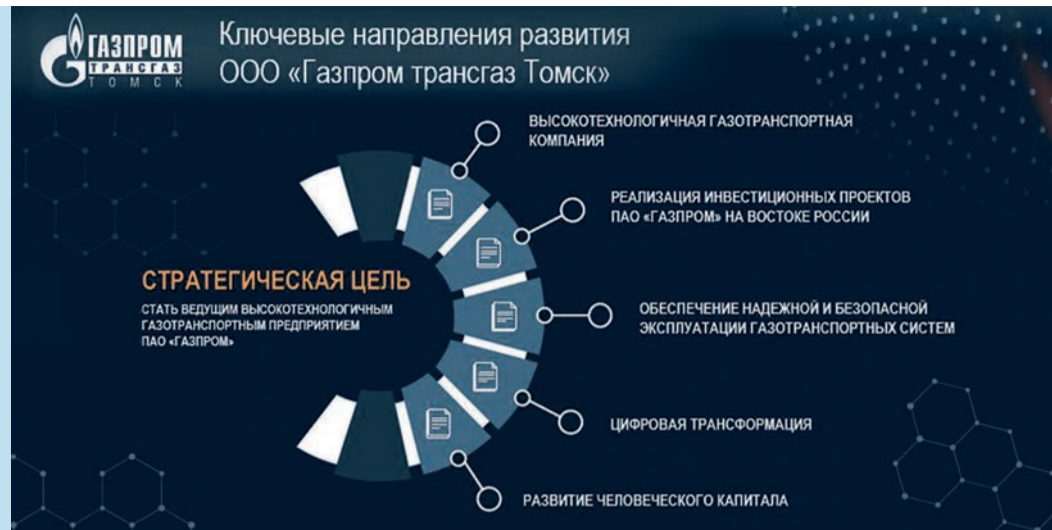 ГАЗПРОМ
ТРАНСГАЗ
ТОМСК
Ключевые направления развития
ООО «Газпром трансгаз Томск»
ВЫСОКОТЕХНОЛОГИЧНАЯ ГАЗОТРАНСПОРТНАЯ
КОМПАНИЯ
РЕАЛИЗАЦИЯ ИНВЕСТИЦИОННЫХ ПРОЕКТОВ
ПАО «ГАЗПРОМ» НА ВОСТОКЕ РОССИИ
СТРАТЕГИЧЕСКАЯ ЦЕЛЬ
СТАТЬ ВЕДУЩИМ ВЫСОКОТЕХНОЛОГИЧНЫМ
ГАЗОТРАНСПОРТНЫМ ПРЕДПРИЯТИЕМ
ПАО «ГАЗПРОМ»
ОБЕСПЕЧЕНИЕ НАДЕЖНОЙ И БЕЗОПАСНОЙ
ЭКСПЛУАТАЦИИ ГАЗОТРАНСПОРТНЫХ СИСТЕМ
ЦИФРОВАЯ ТРАНСФОРМАЦИЯ
РАЗВИТИЕ ЧЕЛОВЕЧЕСКОГО КАПИТАЛА